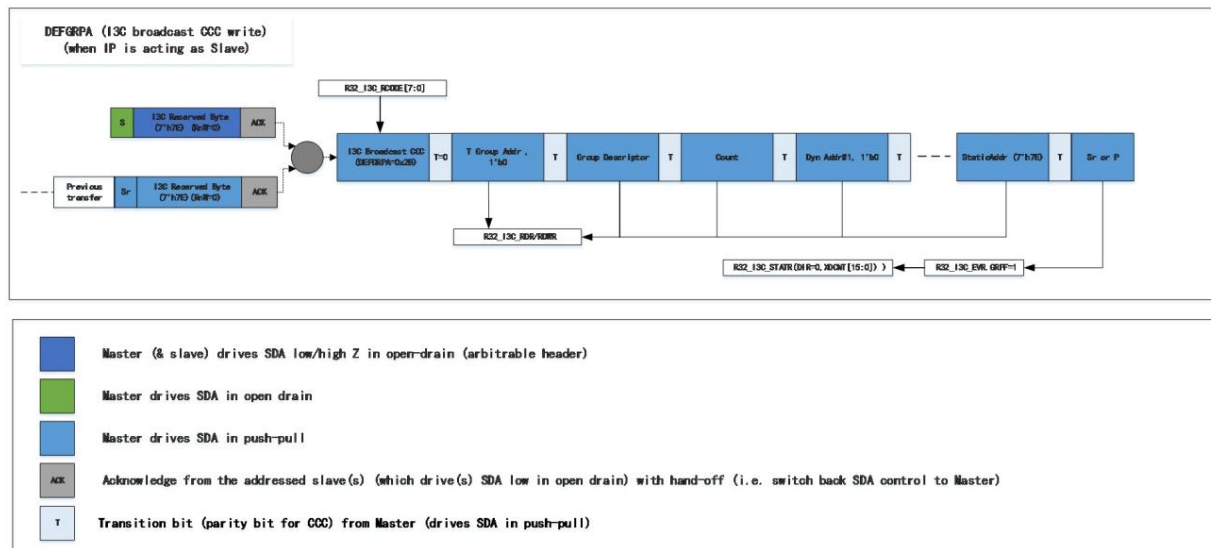 DEFGRPA (I3C broadcast CCC write)
(when IP is acting as Slave)
R32_I3C_RCODE[7:0]
S
I3C Reserved Byte
(7'h7E) (RnW=0)
ACK
Previous
transfer
Sr
I3C Reserved Byte
(7'h7E)(RnW=0)
ACK
I3C Broadcast CCC
(DEFGRPA=0x2B)
T=0
T Group Addr ,
1'b0
T
Group Descriptor
T
Count
T
Dyn Addr#1, 1'b0
T
StaticAddr (7'h7E)
T
Sr or P
R32_I3C_RDR/RDWR
R32_I3C_STATR(DIR=0,XDCNT[15:0]) )
R32_I3C_EVR.GRPF=1
Master (& slave) drives SDA low/high Z in open-drain (arbitrable header)
Master drives SDA in open drain
Master drives SDA in push-pull
ACK
Acknowledge from the addressed slave(s) (which drive(s) SDA low in open drain) with hand-off (i.e. switch back SDA control to Master)
T
Transition bit (parity bit for CCC) from Master (drives SDA in push-pull)